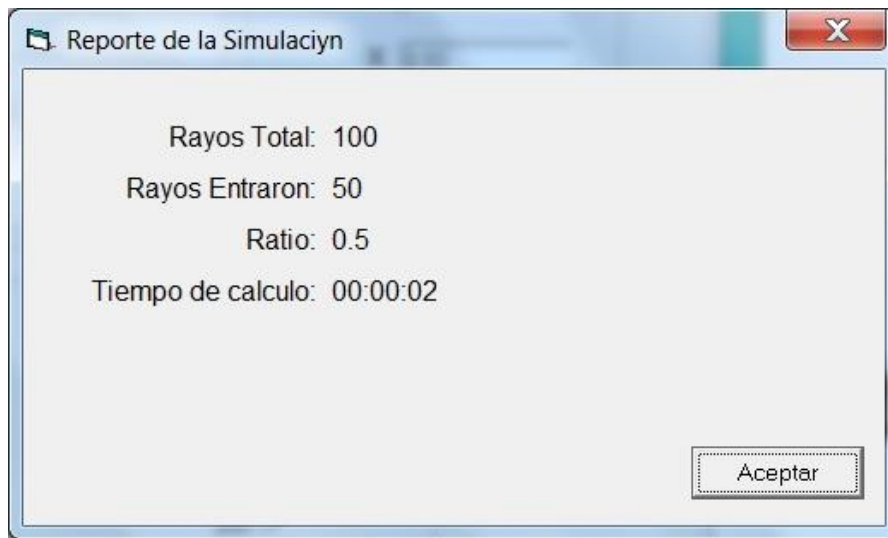 Reporte de la Simulaciyn
Rayos Total: 100
Rayos Entraron: 50
Ratio: 0.5
Tiempo de calculo: 00:00:02
Aceptar